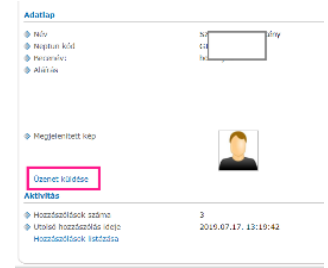 Adatlap
Név
Neptun kód
Becenév:
Aláírás
Megjelenített kép
Üzenet küldése
Aktivitás
Hozzászólások száma 3
Utolsó hozzászólás ideje 2019.07.17. 13:19:42
Hozzászólások listázása